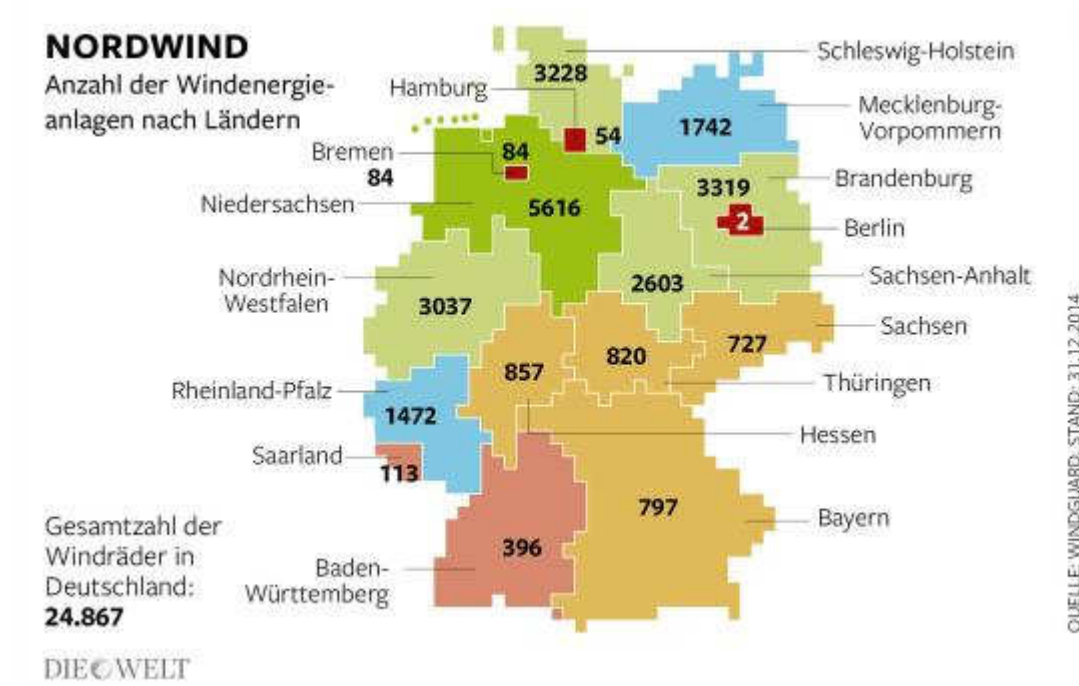 NORDWIND
Anzahl der Windenergie-
anlagen nach Ländern
Schleswig-Holstein
3228
Hamburg
54
Mecklenburg-
Vorpommern
1742
Bremen
84
84
Niedersachsen
5616
Brandenburg
3319
Berlin
2
Nordrhein-
Westfalen
3037
Sachsen-Anhalt
2603
Sachsen
727
Thüringen
820
Hessen
857
Rheinland-Pfalz
1472
Saarland
113
Bayern
797
Baden-
Württemberg
396
Gesamtzahl der
Windräder in
Deutschland:
24.867
DIE WELT
QUELLE: WINDGUARD; STAND: 31.12.2014